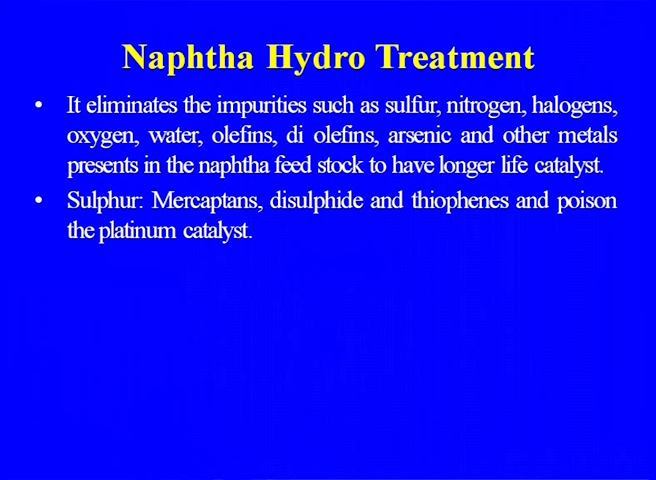 Naphtha Hydro Treatment
• It eliminates the impurities such as sulfur, nitrogen, halogens,
oxygen, water, olefins, di olefins, arsenic and other metals
presents in the naphtha feed stock to have longer life catalyst.
• Sulphur: Mercaptans, disulphide and thiophenes and poison
the platinum catalyst.